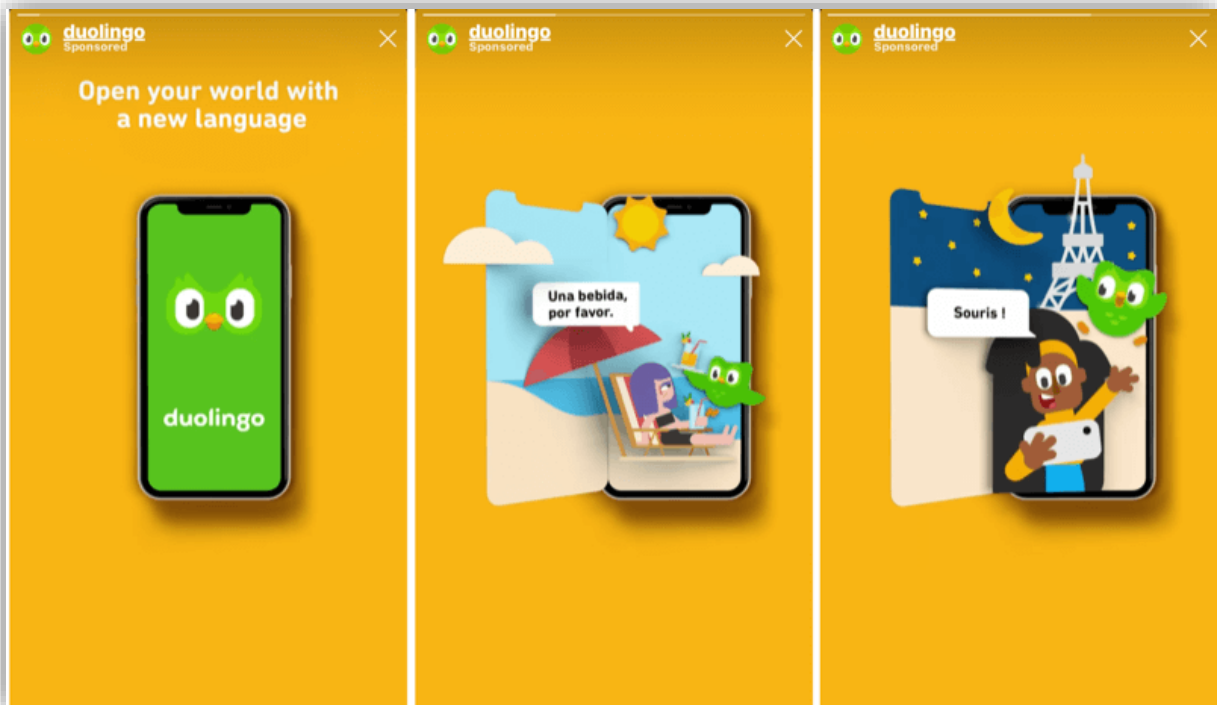 duolingo
Sponsored
Open your world with
a new language
duolingo
duolingo
Sponsored
Una bebida,
por favor.
duolingo
Sponsored
Souris !